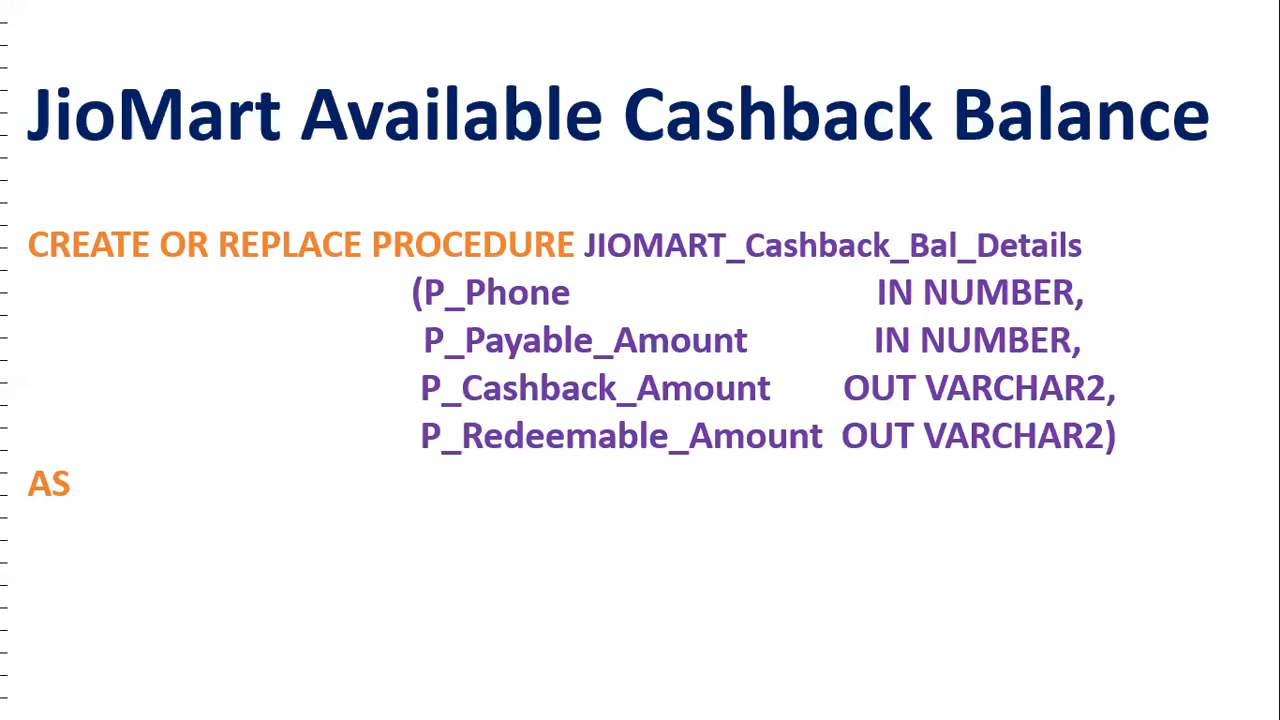 JioMart Available Cashback Balance
CREATE OR REPLACE PROCEDURE JIOMART_Cashback_Bal_Details
(P_Phone IN NUMBER,
P_Payable_Amount IN NUMBER,
P_Cashback_Amount OUT VARCHAR2,
P_Redeemable_Amount OUT VARCHAR2)
AS